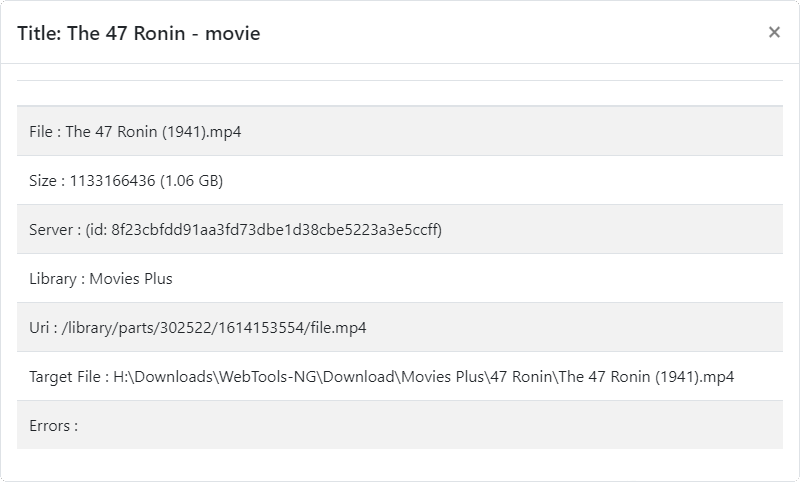 Title: The 47 Ronin - movie ×
File : The 47 Ronin (1941).mp4
Size : 1133166436 (1.06 GB)
Server : (id: 8f23cbfdd91aa3fd73dbe1d38cbe5223a3e5ccff)
Library : Movies Plus
Uri : /library/parts/302522/1614153554/file.mp4
Target File : H:\Downloads\WebTools-NG\Download\Movies Plus\47 Ronin\The 47 Ronin (1941).mp4
Errors :